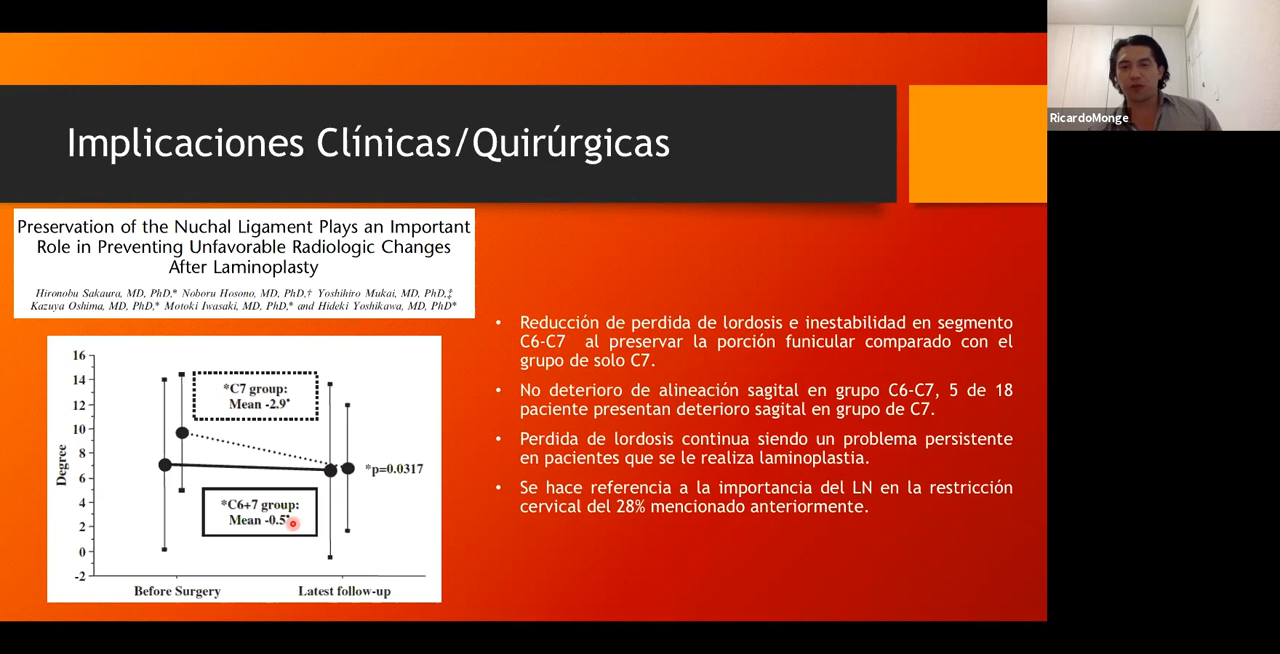 Implicaciones Clínicas/Quirúrgicas
RicardoMonge
Preservation of the Nuchal Ligament Plays an Important
Role in Preventing Unfavorable Radiologic Changes
After Laminoplasty
Hironobu Sakaura, MD, PhD,* Noboru Hosono, MD, PhD,† Yoshihiro Mukai, MD, PhD,‡
Kazuya Oshima, MD, PhD,* Motoki Iwasaki, MD, PhD,* and Hideki Yoshikawa, MD, PhD*
16
14
12
10
8
6
4
2
0
-2
Degree
*C7 group:
Mean -2.9°
*p=0.0317
*C6+7 group:
Mean -0.5°
Before Surgery
Latest follow-up
• Reducción de perdida de lordosis e inestabilidad en segmento
C6-C7 al preservar la porción funicular comparado con el
grupo de solo C7.
• No deterioro de alineación sagital en grupo C6-C7, 5 de 18
paciente presentan deterioro sagital en grupo de C7.
• Perdida de lordosis continua siendo un problema persistente
en pacientes que se le realiza laminoplastia.
• Se hace referencia a la importancia del LN en la restricción
cervical del 28% mencionado anteriormente.